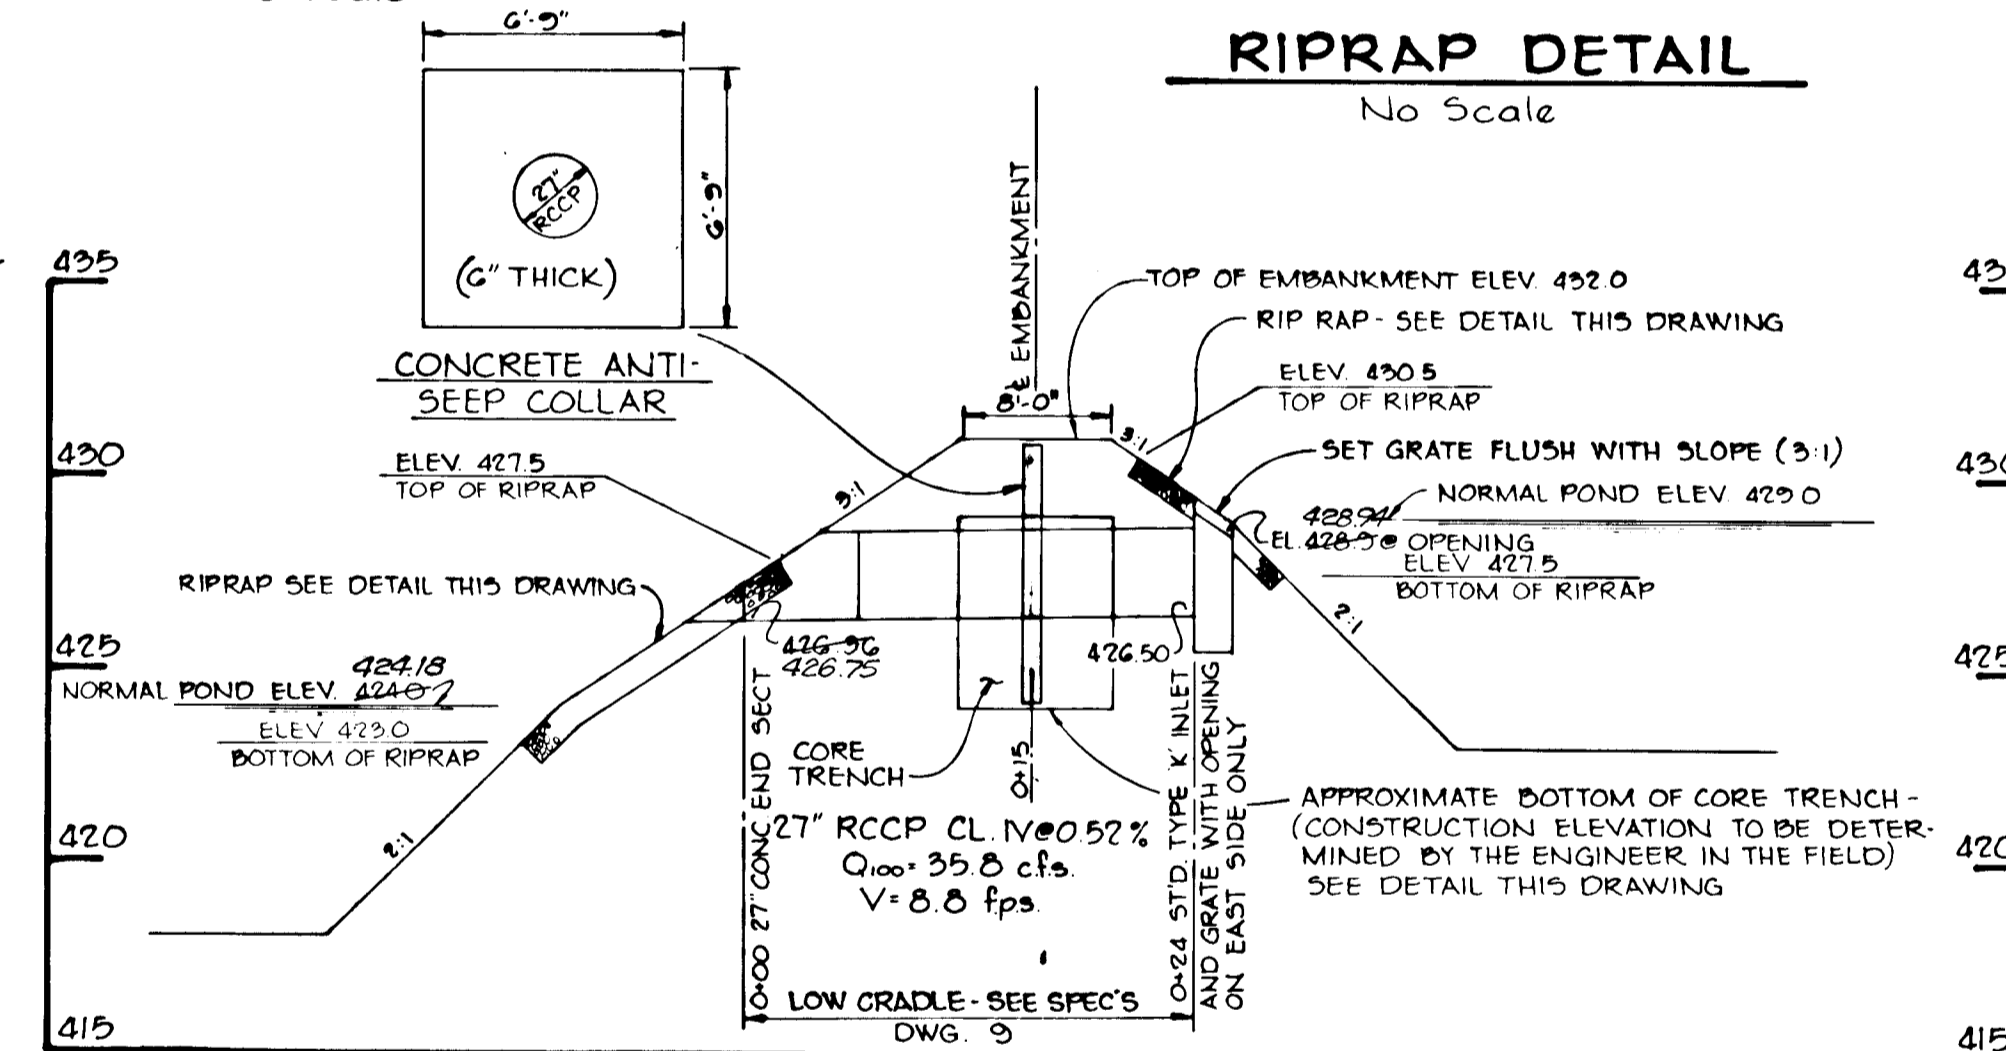 6'-9"
RIPRAP DETAIL
No Scale
6'-9"
27"
RCCP
(6" THICK)
CONCRETE ANTI-
SEEP COLLAR
℄ EMBANKMENT
8'-0"
435
430
425
420
415
TOP OF EMBANKMENT ELEV. 432.0
RIP RAP - SEE DETAIL THIS DRAWING
ELEV. 430.5
TOP OF RIPRAP
3:1
SET GRATE FLUSH WITH SLOPE (3:1)
NORMAL POND ELEV. 429.0
428.94
EL. 428.90 @ OPENING
ELEV 427.5
BOTTOM OF RIPRAP
2:1
ELEV. 427.5
TOP OF RIPRAP
3:1
RIPRAP SEE DETAIL THIS DRAWING
426.96
426.75
426.50
424.18
NORMAL POND ELEV. 424.0
ELEV 423.0
BOTTOM OF RIPRAP
2:1
CORE
TRENCH
0+15
27" RCCP CL. IV @ 0.52%
Q100= 35.8 c.f.s.
V= 8.8 f.p.s.
0+00 27" CONC. END SECT
0+24 ST'D. TYPE 'K' INLET
AND GRATE WITH OPENING
ON EAST SIDE ONLY
APPROXIMATE BOTTOM OF CORE TRENCH -
(CONSTRUCTION ELEVATION TO BE DETER-
MINED BY THE ENGINEER IN THE FIELD)
SEE DETAIL THIS DRAWING
LOW CRADLE - SEE SPEC'S
DWG. 9
43
430
425
420
415